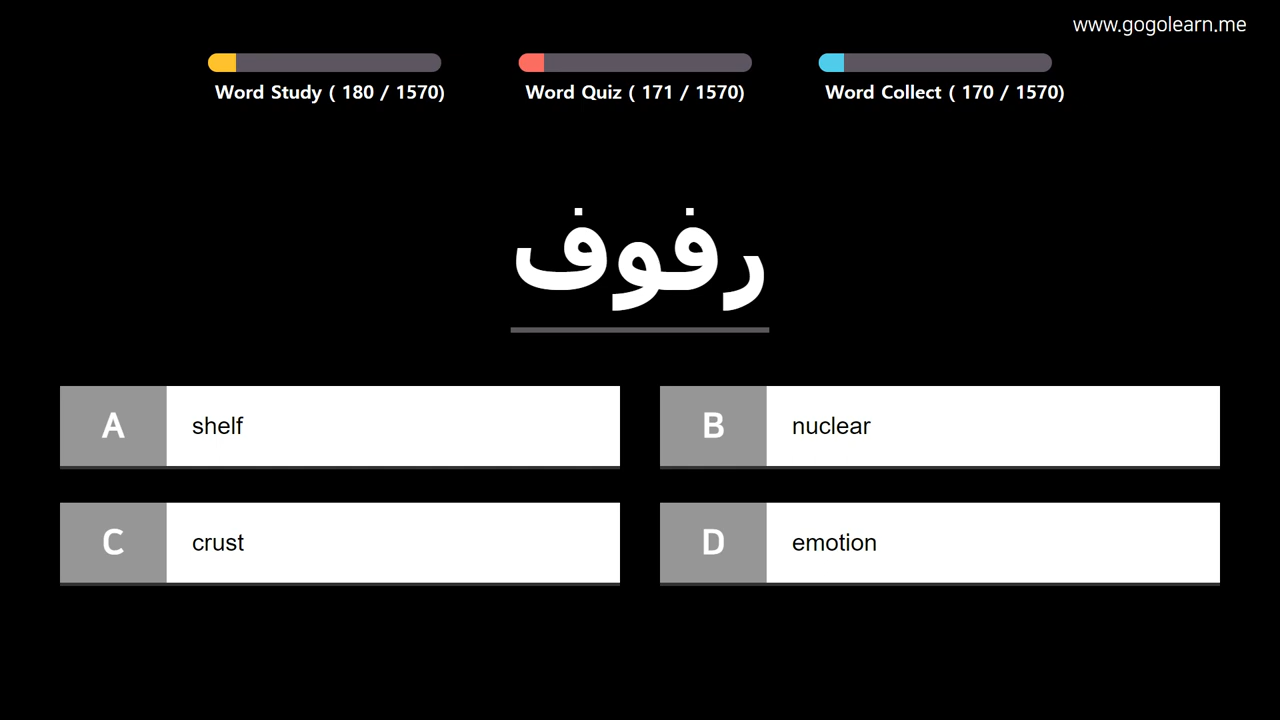 www.gogolearn.me
Word Study ( 180 / 1570)
Word Quiz ( 171 / 1570)
Word Collect ( 170 / 1570)
رفوف
A shelf
B nuclear
C crust
D emotion